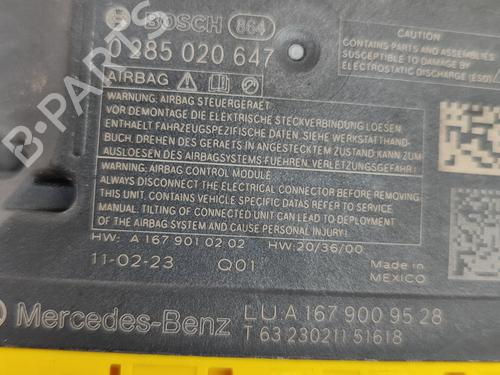 BOSCH 864
0 285 020 647
AIRBAG
CAUTION
CONTAINS PARTS AND ASSEMBLIES
SUSCEPTIBLE TO DAMAGE BY
ELECTROSTATIC DISCHARGE (ESD)
WARNUNG: AIRBAG STEUERGERAET
VOR DEMONTAGE DIE ELEKTRISCHE STECKVERBINDUNG LOESEN.
ENTHAELT FAHRZEUGSPEZIFISCHE DATEN, SIEHE WERKSTATTHAND-
BUCH. DREHEN DES GERAETS IN ANGESTECKTEM ZUSTAND KANN ZUM
AUSLOESEN DES AIRBAGSYSTEMS FUEHREN. VERLETZUNGSGEFAHR!
WARNING: AIRBAG CONTROL MODULE
ALWAYS DISCONNECT THE ELECTRICAL CONNECTOR BEFORE REMOVING.
THIS UNIT CONTAINS VEHICLE SPECIFIC DATA. REFER TO SERVICE
MANUAL. TILTING OF CONNECTED UNIT CAN LEAD TO DEPLOYMENT
OF THE AIRBAG SYSTEM AND CAUSE PERSONAL INJURY!
HW: A 167 901 02 02 HW:20/36/00
11-02-23 Q01
MADE IN
MEXICO
Mercedes-Benz
LU:A 167 900 95 28
T 63 230211 51618